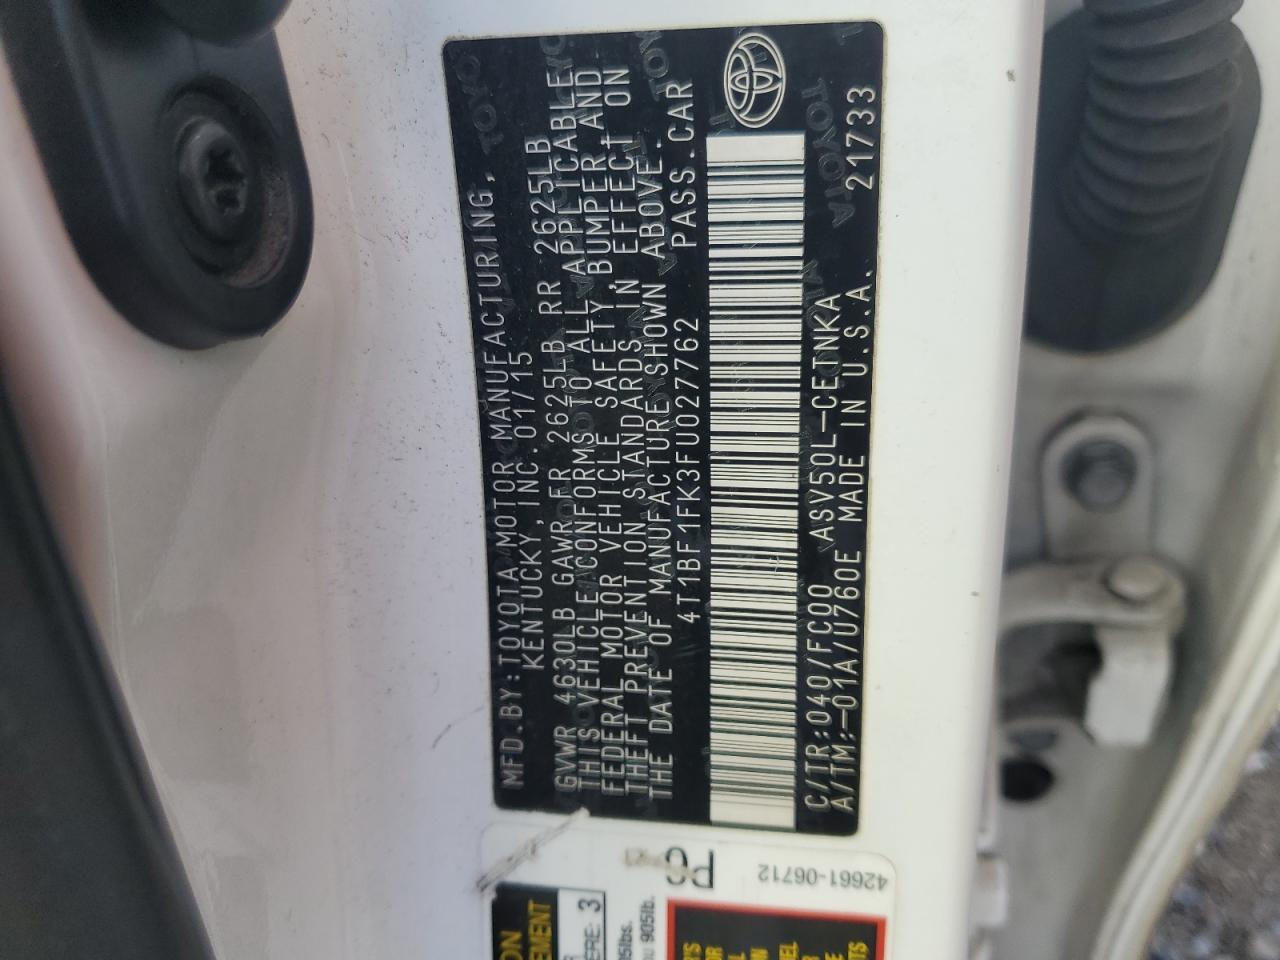 MFD.BY:TOYOTA MOTOR MANUFACTURING,
KENTUCKY, INC. 01/15
GVWR 4630LB GAWR FR 2625LB RR 2625LB
THIS VEHICLE CONFORMS TO ALL APPLICABLE
FEDERAL MOTOR VEHICLE SAFETY, BUMPER, AND
THEFT PREVENTION STANDARDS IN EFFECT ON
THE DATE OF MANUFACTURE SHOWN ABOVE.
4T1BF1FK3FU027762 PASS.CAR
C/TR:040/FC00 ASV50L-CETNKA
A/TM:-01A/U760E MADE IN U.S.A. 21733
42661-06712